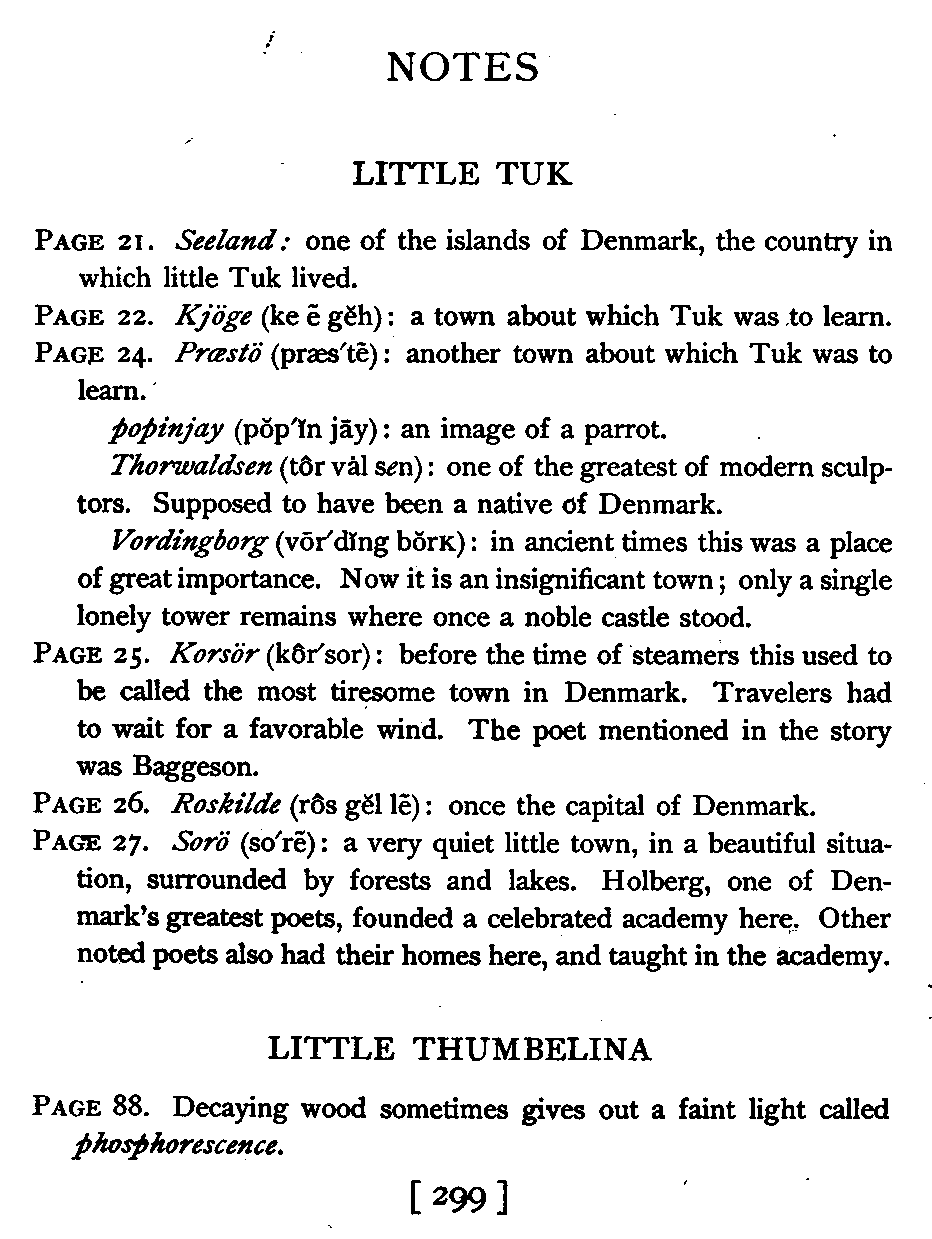 NOTES
LITTLE TUK
PAGE 21. Seeland: one of the islands of Denmark, the country in
which little Tuk lived.
PAGE 22. Kjöge (ke ẽ gĕh): a town about which Tuk was to learn.
PAGE 24. Præstö (præs′tẽ): another town about which Tuk was to
learn.
popinjay (pŏp′ĭn jāy): an image of a parrot.
Thorwaldsen (tôr vȧl sen): one of the greatest of modern sculp-
tors. Supposed to have been a native of Denmark.
Vordingborg (vōr′dĭng bŏrᴋ): in ancient times this was a place
of great importance. Now it is an insignificant town; only a single
lonely tower remains where once a noble castle stood.
PAGE 25. Korsör (kôr′sor): before the time of steamers this used to
be called the most tiresome town in Denmark. Travelers had
to wait for a favorable wind. The poet mentioned in the story
was Baggeson.
PAGE 26. Roskilde (rôs gĕl lẽ): once the capital of Denmark.
PAGE 27. Sorö (so′rẽ): a very quiet little town, in a beautiful situa-
tion, surrounded by forests and lakes. Holberg, one of Den-
mark's greatest poets, founded a celebrated academy here. Other
noted poets also had their homes here, and taught in the academy.
LITTLE THUMBELINA
PAGE 88. Decaying wood sometimes gives out a faint light called
phosphorescence.
[ 299 ]